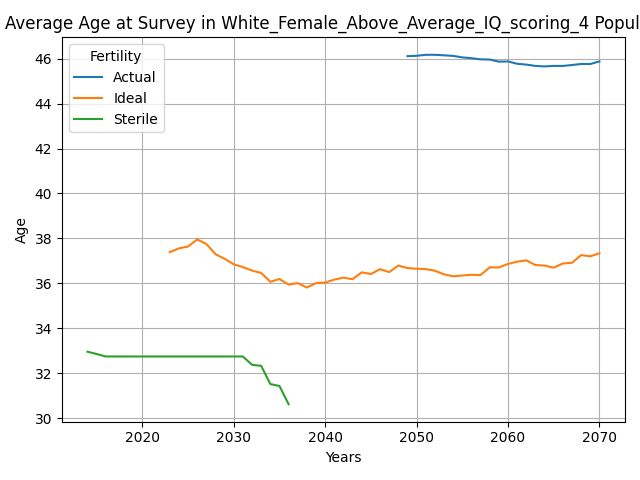 Average Age at Survey in White_Female_Above_Average_IQ_scoring_4 Popul
Fertility
Actual
Ideal
Sterile
46
44
42
40
38
36
34
32
30
Age
2020 2030 2040 2050 2060 2070
Years